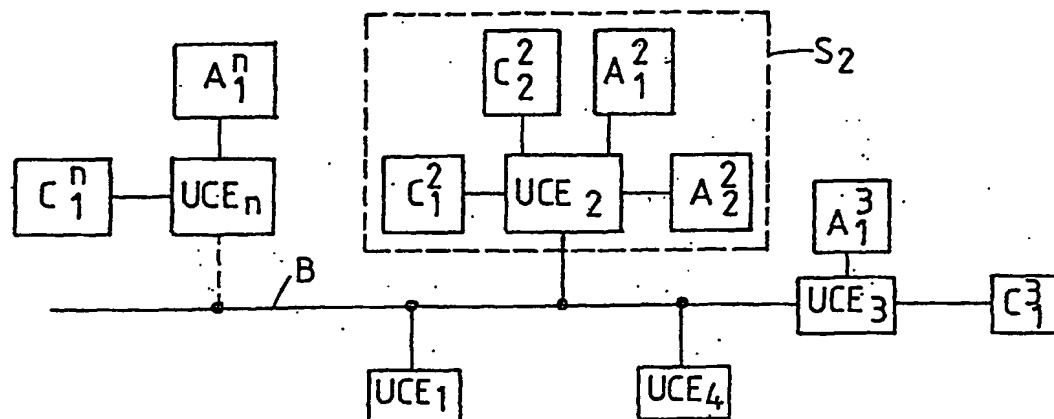 A₁ⁿ
C₁ⁿ
UCEₙ
C₂²
A₁²
S₂
C₁²
UCE₂
A₂²
A₁³
UCE₃
C₁³
B
UCE₁
UCE₄